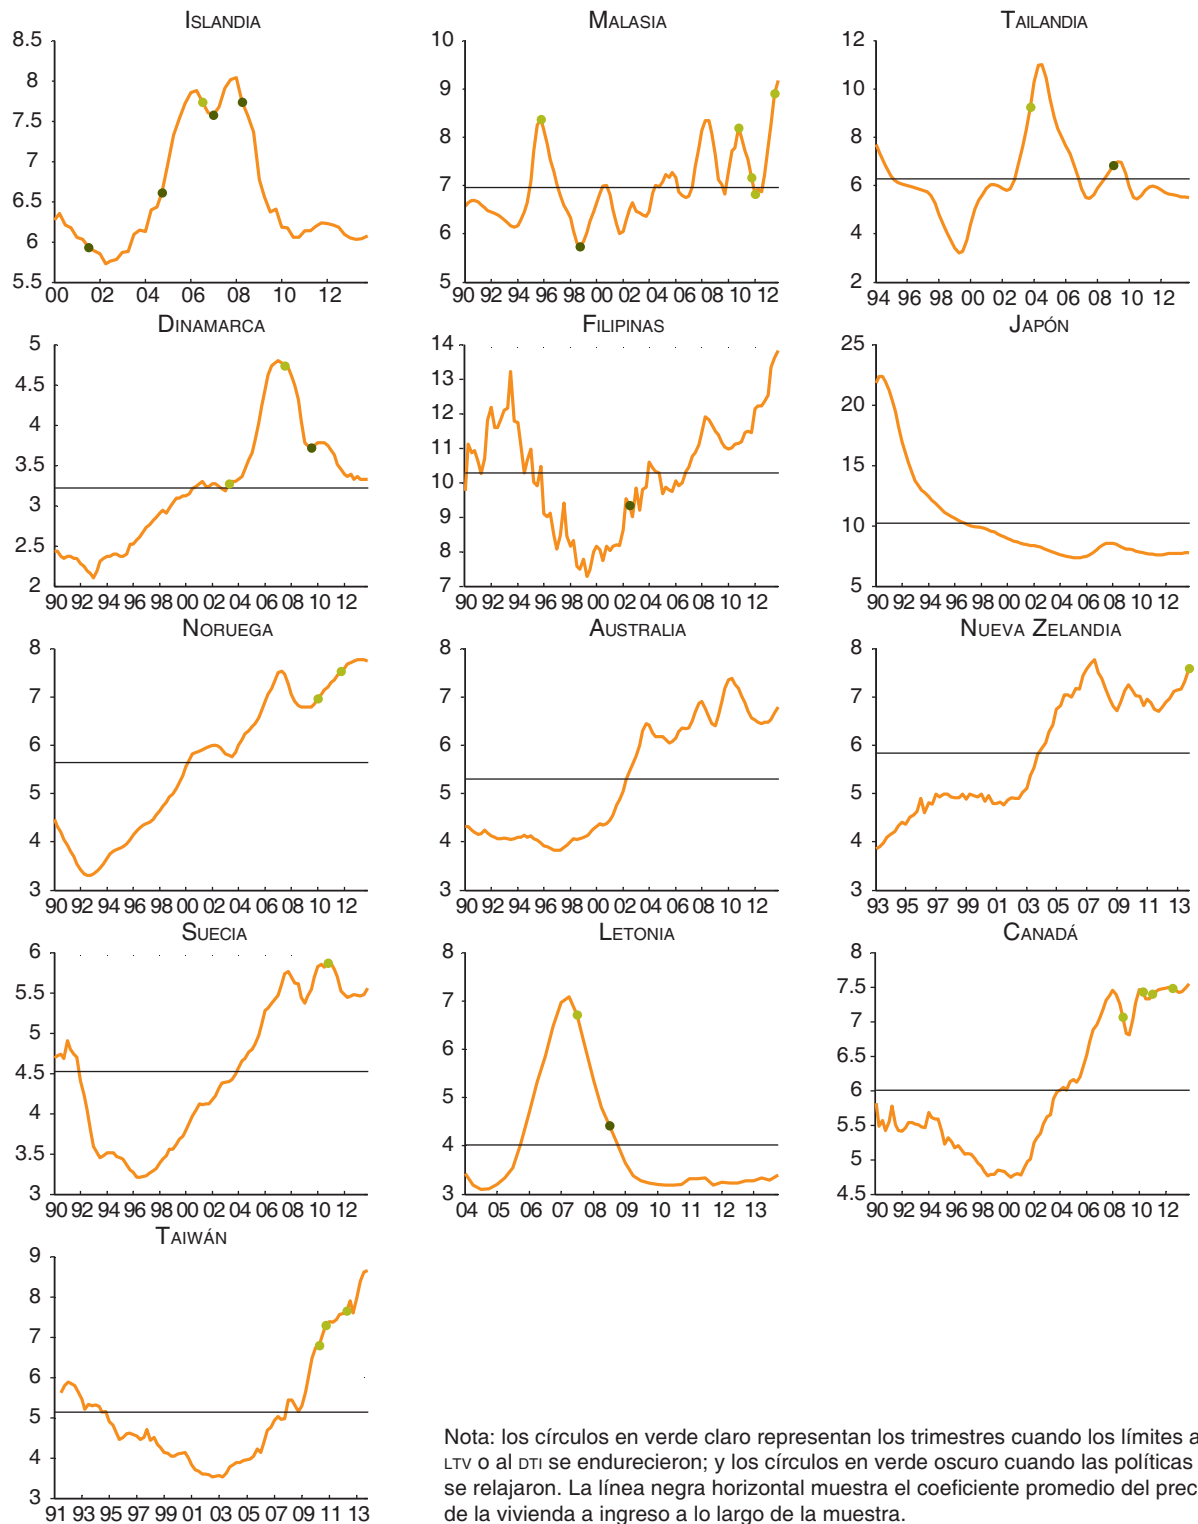 ISLANDIA
8.5
8
7.5
7
6.5
6
5.5
00 02 04 06 08 10 12
MALASIA
10
9
8
7
6
5
90 92 94 96 98 00 02 04 06 08 10 12
TAILANDIA
12
10
8
6
4
2
94 96 98 00 02 04 06 08 10 12
DINAMARCA
5
4.5
4
3.5
3
2.5
2
90 92 94 96 98 00 02 04 06 08 10 12
FILIPINAS
14
13
12
11
10
9
8
7
90 92 94 96 98 00 02 04 06 08 10 12
JAPÓN
25
20
15
10
5
90 92 94 96 98 00 02 04 06 08 10 12
NORUEGA
8
7
6
5
4
3
90 92 94 96 98 00 02 04 06 08 10 12
AUSTRALIA
8
7
6
5
4
3
90 92 94 96 98 00 02 04 06 08 10 12
NUEVA ZELANDIA
8
7
6
5
4
3
93 95 97 99 01 03 05 07 09 11 13
SUECIA
6
5.5
5
4.5
4
3.5
3
90 92 94 96 98 00 02 04 06 08 10 12
LETONIA
8
7
6
5
4
3
04 05 06 07 08 09 10 11 12 13
CANADÁ
8
7.5
7
6.5
6
5.5
5
4.5
90 92 94 96 98 00 02 04 06 08 10 12
TAIWÁN
9
8
7
6
5
4
3
91 93 95 97 99 01 03 05 07 09 11 13
Nota: los círculos en verde claro representan los trimestres cuando los límites a
LTV o al DTI se endurecieron; y los círculos en verde oscuro cuando las políticas
se relajaron. La línea negra horizontal muestra el coeficiente promedio del prec
de la vivienda a ingreso a lo largo de la muestra.